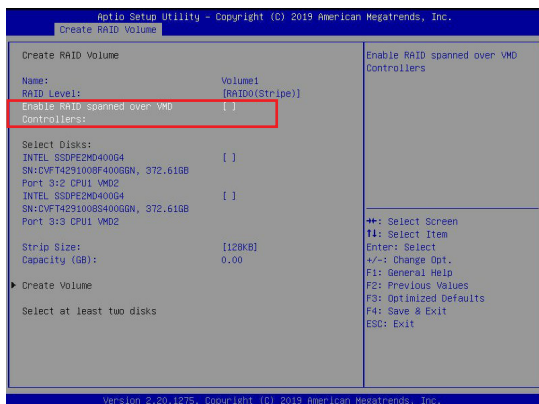 Aptio Setup Utility – Copyright (C) 2019 American Megatrends, Inc.
Create RAID Volume
Create RAID Volume
Name: Volume1
RAID Level: [RAID0(Stripe)]
Enable RAID spanned over VMD [ ]
Controllers:
Select Disks:
INTEL SSDPE2MD400G4 [ ]
SN:CVFT4291008F400GGN, 372.61GB
Port 3:2 CPU1 VMD2
INTEL SSDPE2MD400G4 [ ]
SN:CVFT4291008S400GGN, 372.61GB
Port 3:3 CPU1 VMD2
Strip Size: [128KB]
Capacity (GB): 0.00
Create Volume
Select at least two disks
Enable RAID spanned over VMD
Controllers
→←: Select Screen
↑↓: Select Item
Enter: Select
+/-: Change Opt.
F1: General Help
F2: Previous Values
F3: Optimized Defaults
F4: Save & Exit
ESC: Exit
Version 2.20.1275. Copyright (C) 2019 American Megatrends, Inc.